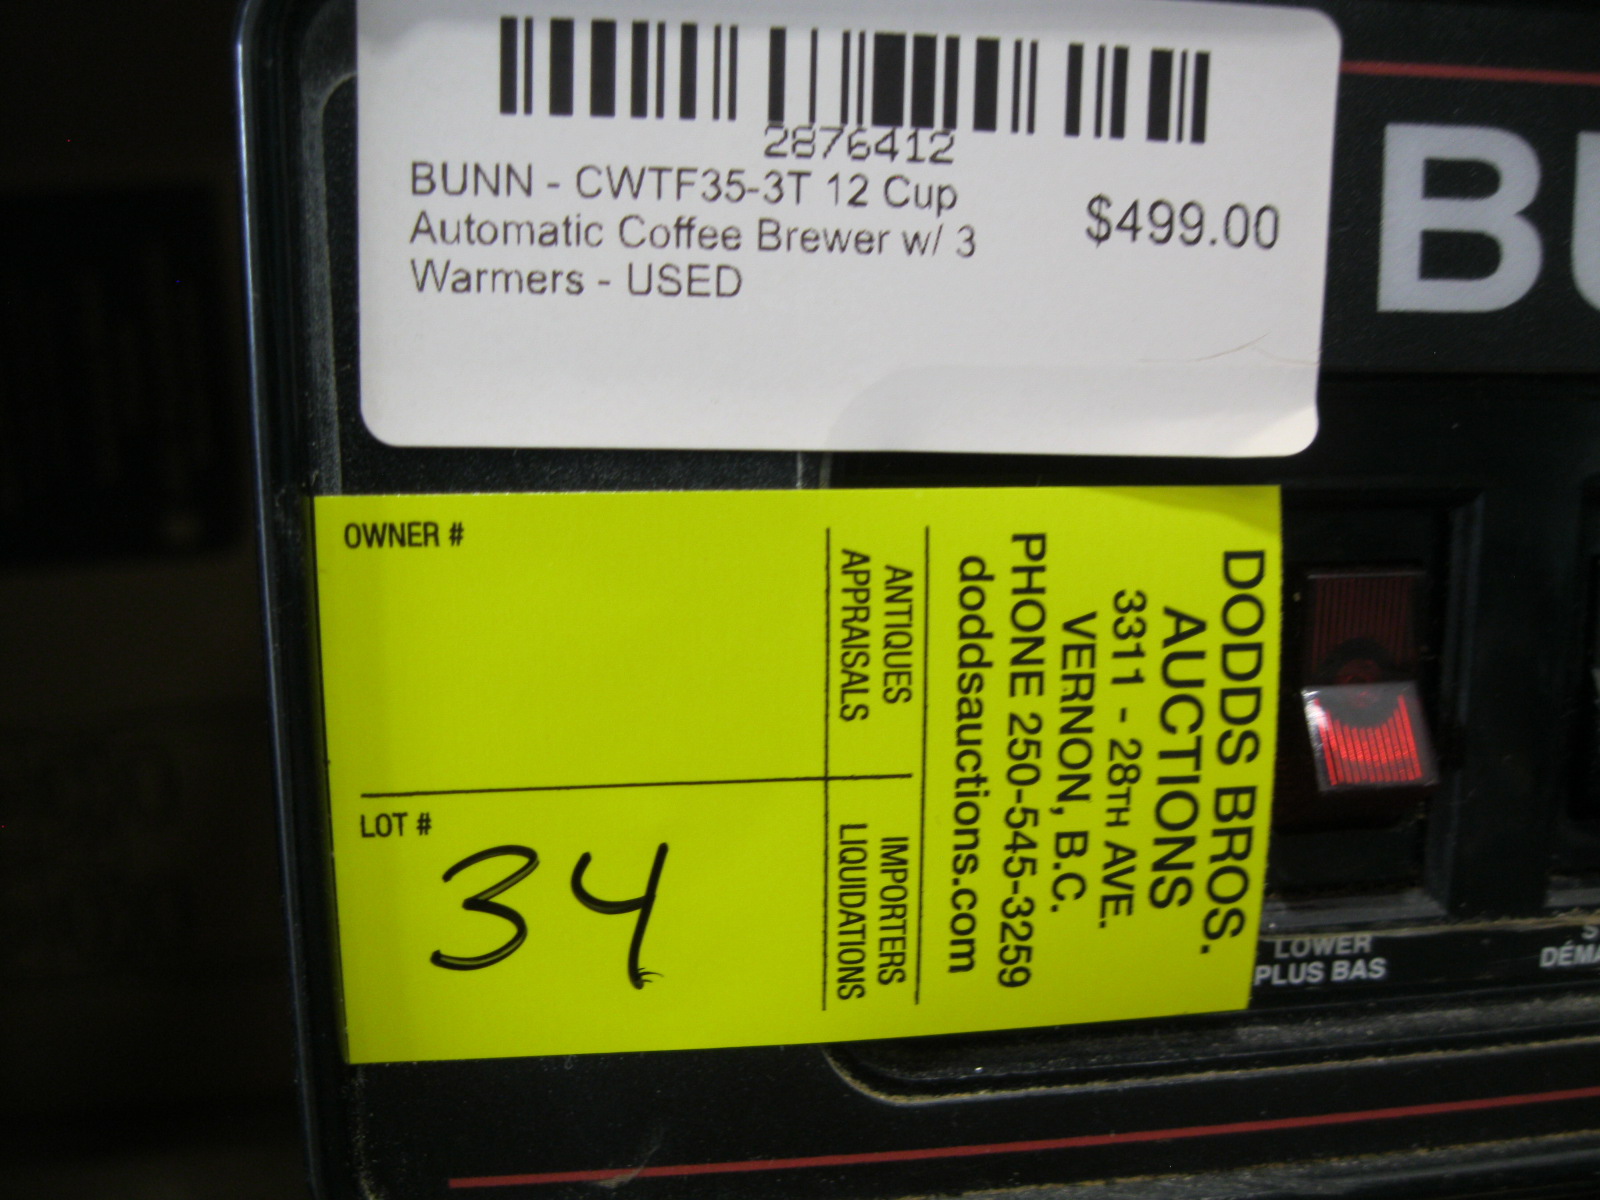 2876412
BUNN - CWTF35-3T 12 Cup
Automatic Coffee Brewer w/ 3
Warmers - USED
$499.00
OWNER #
LOT #
34
DODDS BROS.
AUCTIONS
3311 - 28TH AVE.
VERNON, B.C.
PHONE 250-545-3259
doddsauctions.com
ANTIQUES
APPRAISALS
IMPORTERS
LIQUIDATIONS
LOWER
PLUS BAS